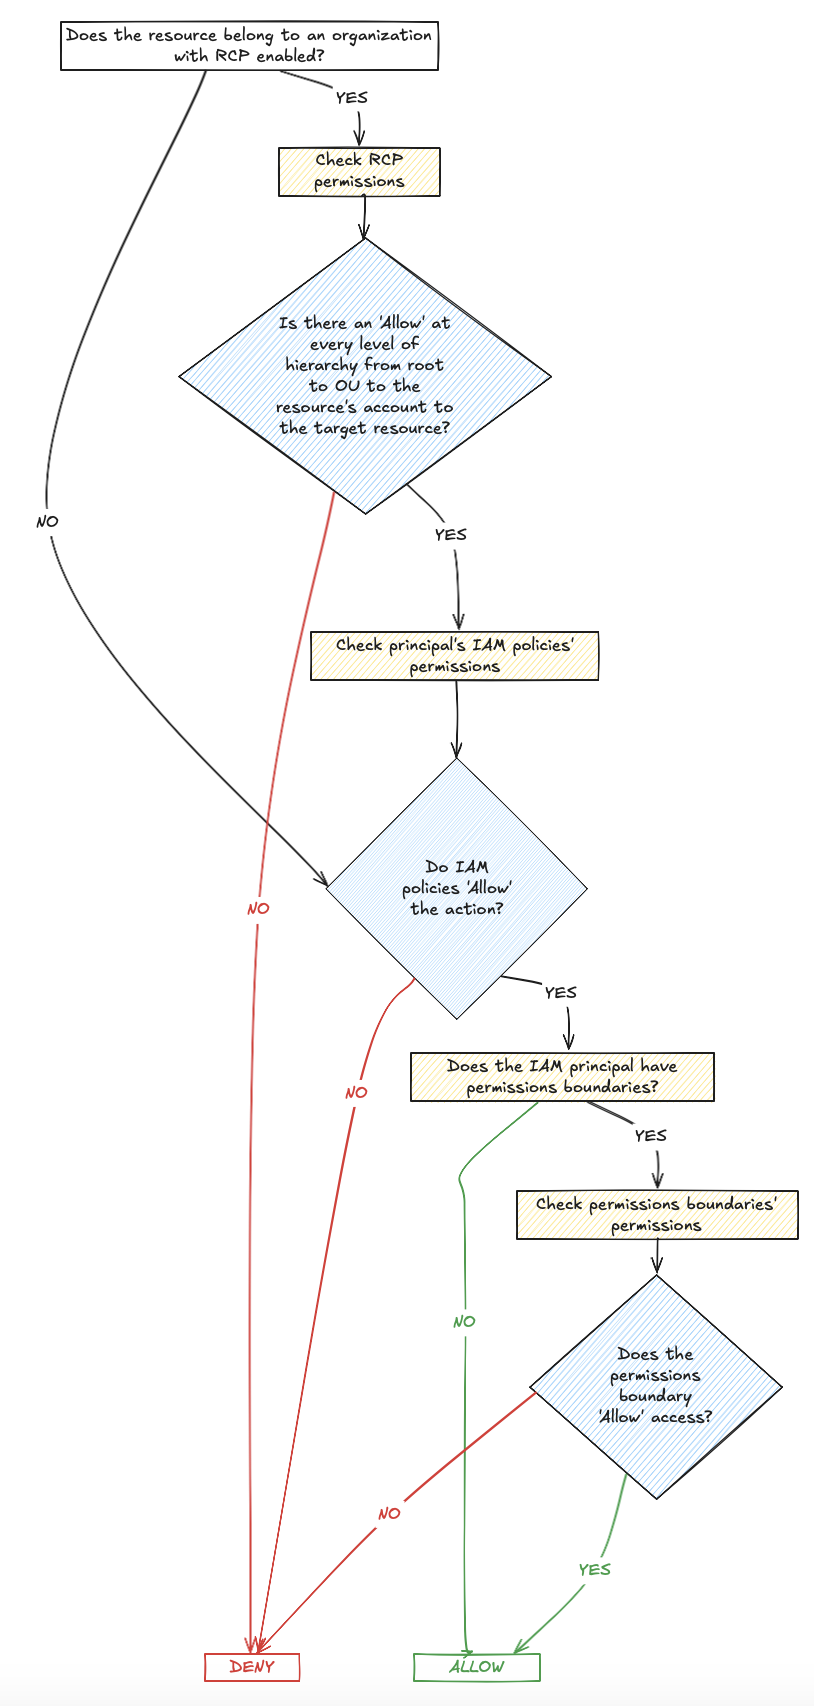 Does the resource belong to an organization
with RCP enabled?
YES
Check RCP
permissions
Is there an 'Allow' at
every level of
hierarchy from root
to OU to the
resource's account to
the target resource?
NO
YES
Check principal's IAM policies'
permissions
Do IAM
policies 'Allow'
the action?
NO
YES
Does the IAM principal have
permissions boundaries?
NO
YES
Check permissions boundaries'
permissions
NO
Does the
permissions
boundary
'Allow' access?
NO
YES
DENY
ALLOW